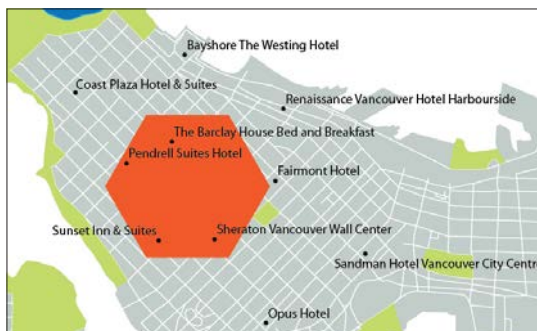 Bayshore The Westing Hotel
Coast Plaza Hotel & Suites
Renaissance Vancouver Hotel Harbourside
The Barclay House Bed and Breakfast
Pendrell Suites Hotel
Fairmont Hotel
Sunset Inn & Suites
Sheraton Vancouver Wall Center
Sandman Hotel Vancouver City Centre
Opus Hotel